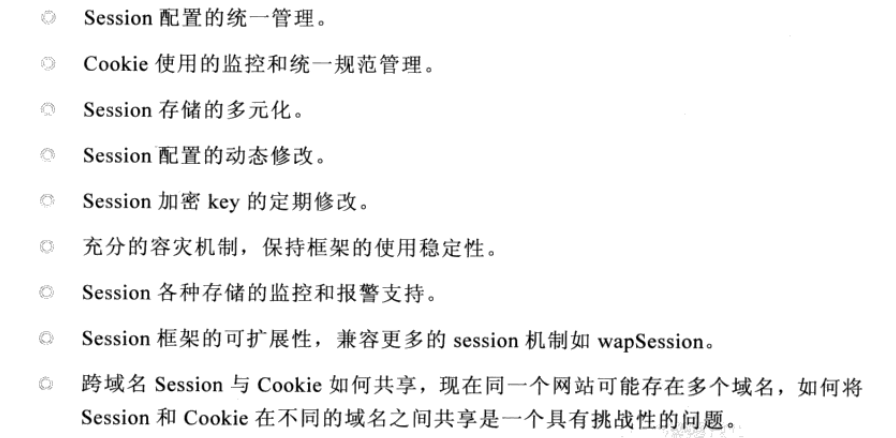 Session 配置的统一管理。
Cookie 使用的监控和统一规范管理。
Session 存储的多元化。
Session 配置的动态修改。
Session 加密 key 的定期修改。
充分的容灾机制，保持框架的使用稳定性。
Session 各种存储的监控和报警支持。
Session 框架的可扩展性，兼容更多的 session 机制如 wapSession。
跨域名 Session 与 Cookie 如何共享，现在同一个网站可能存在多个域名，如何将
Session 和 Cookie 在不同的域名之间共享是一个具有挑战性的问题。